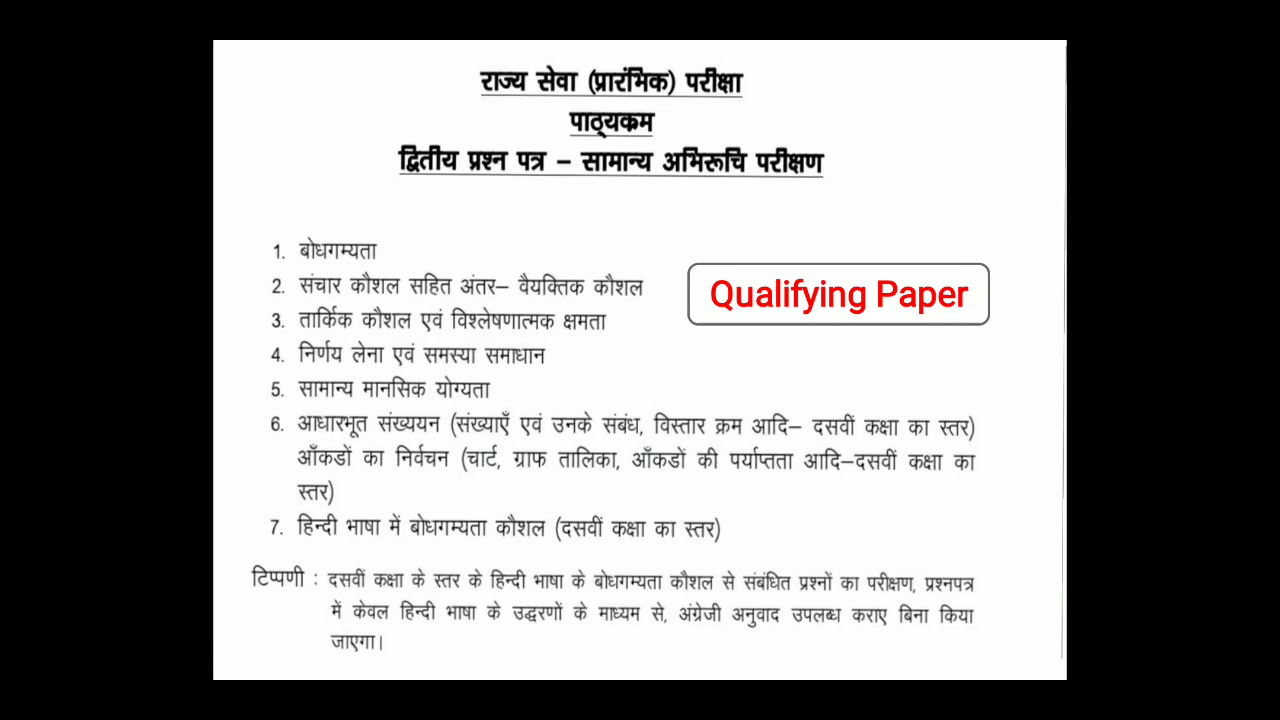 राज्य सेवा (प्रारंभिक) परीक्षा
पाठ्यकम
द्वितीय प्रश्न पत्र – सामान्य अभिरूचि परीक्षण
1. बोधगम्यता
2. संचार कौशल सहित अंतर– वैयक्तिक कौशल
Qualifying Paper
3. तार्किक कौशल एवं विश्लेषणात्मक क्षमता
4. निर्णय लेना एवं समस्या समाधान
5. सामान्य मानसिक योग्यता
6. आधारभूत संख्ययन (संख्याएँ एवं उनके संबंध, विस्तार क्रम आदि– दसवीं कक्षा का स्तर)
आँकडों का निर्वचन (चार्ट, ग्राफ तालिका, आँकडों की पर्याप्तता आदि–दसवीं कक्षा का
स्तर)
7. हिन्दी भाषा में बोधगम्यता कौशल (दसवीं कक्षा का स्तर)
टिप्पणी : दसवीं कक्षा के स्तर के हिन्दी भाषा के बोधगम्यता कौशल से संबंधित प्रश्नों का परीक्षण, प्रश्नपत्र
में केवल हिन्दी भाषा के उद्धरणों के माध्यम से, अंग्रेजी अनुवाद उपलब्ध कराए बिना किया
जाएगा।